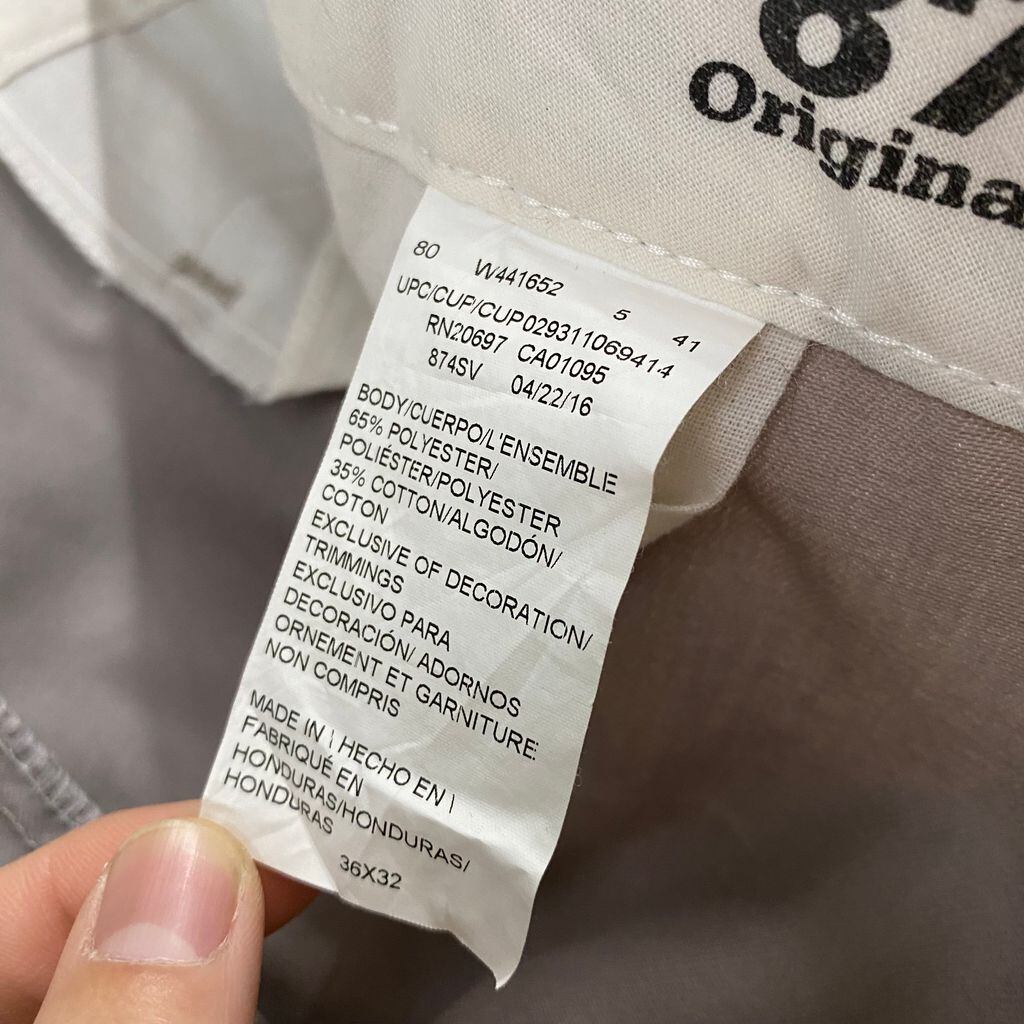 87
Origina
80 W441652 5 41
UPC/CUP/CUP029311069414
RN20697 CA01095
874SV 04/22/16
BODY/CUERPO/L'ENSEMBLE
65% POLYESTER/
POLIÉSTER/POLYESTER
35% COTTON/ALGODÓN/
COTON
EXCLUSIVE OF DECORATION/
TRIMMINGS
EXCLUSIVO PARA
DECORACIÓN/ ADORNOS
ORNEMENT ET GARNITURE
NON COMPRIS
MADE IN \ HECHO EN \
FABRIQUÉ EN
HONDURAS/HONDURAS/
HONDURAS
36X32